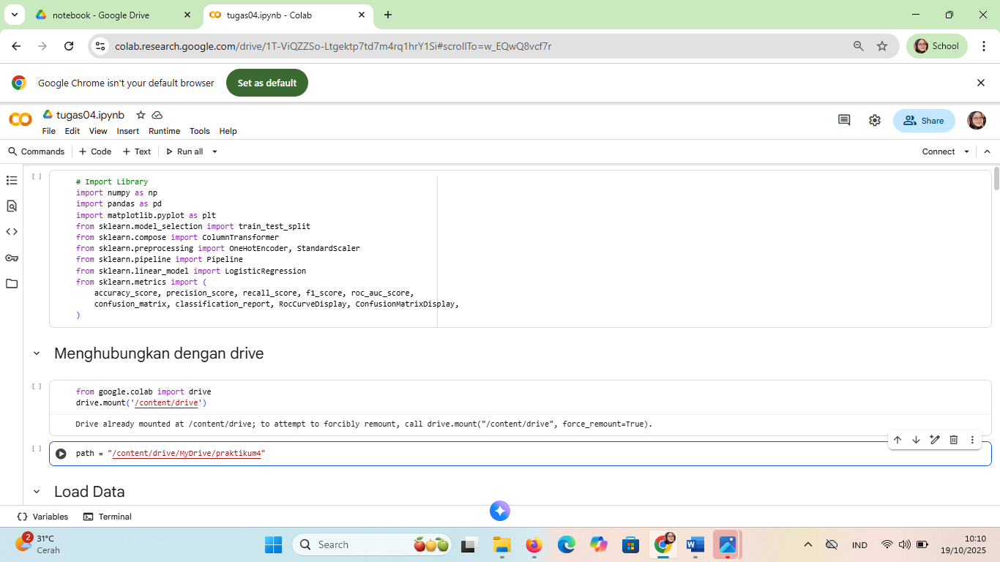 notebook - Google Drive
tugas04.ipynb - Colab
colab.research.google.com/drive/1T-ViQZZSo-Ltgektp7td7m4rq1hrY1Si#scrollTo=w_EQwQ8vcf7r
School
Google Chrome isn't your default browser
Set as default
CO
tugas04.ipynb
File Edit View Insert Runtime Tools Help
Share
Commands + Code + Text Run all
Connect
[ ]
# Import Library
import numpy as np
import pandas as pd
import matplotlib.pyplot as plt
from sklearn.model_selection import train_test_split
from sklearn.compose import ColumnTransformer
from sklearn.preprocessing import OneHotEncoder, StandardScaler
from sklearn.pipeline import Pipeline
from sklearn.linear_model import LogisticRegression
from sklearn.metrics import (
accuracy_score, precision_score, recall_score, f1_score, roc_auc_score,
confusion_matrix, classification_report, RocCurveDisplay, ConfusionMatrixDisplay,
)
Menghubungkan dengan drive
[ ]
from google.colab import drive
drive.mount('/content/drive')
Drive already mounted at /content/drive; to attempt to forcibly remount, call drive.mount("/content/drive", force_remount=True).
[ ]
path = "/content/drive/MyDrive/praktikum4"
Load Data
{} Variables
Terminal
2
31°C
Cerah
Search
IND
10:10
19/10/2025